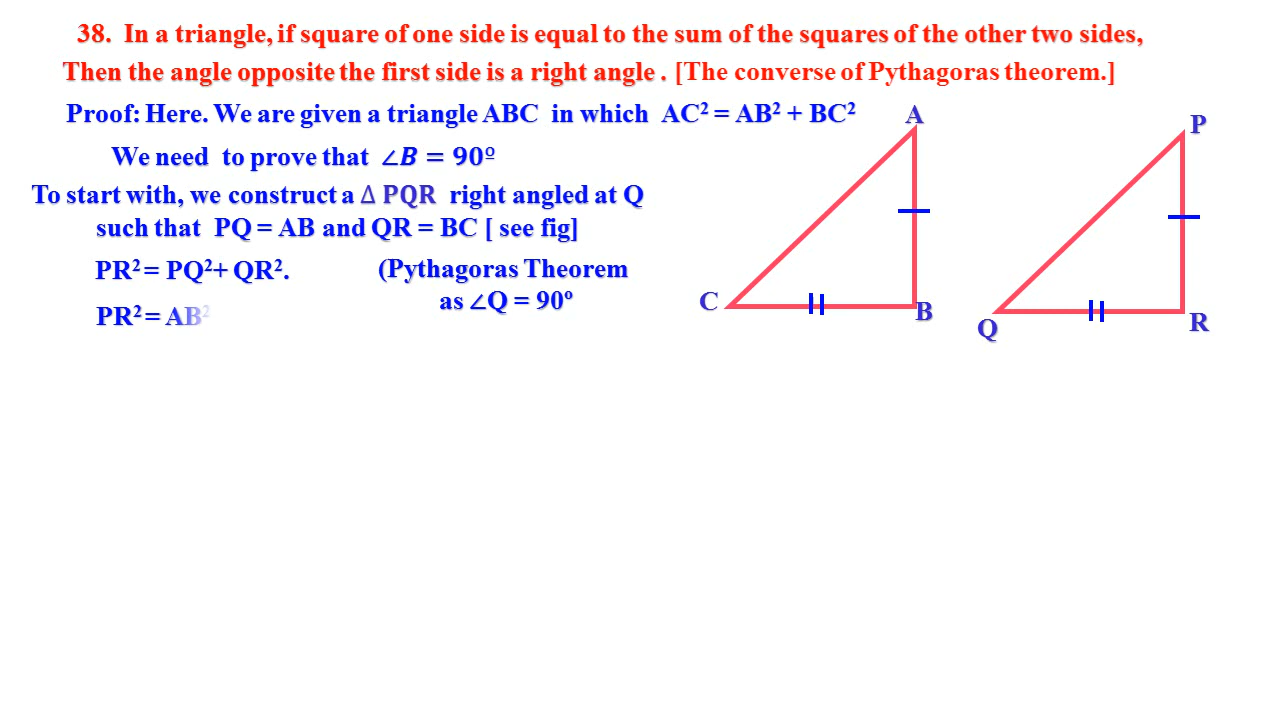 38. In a triangle, if square of one side is equal to the sum of the squares of the other two sides,
Then the angle opposite the first side is a right angle . [The converse of Pythagoras theorem.]
Proof: Here. We are given a triangle ABC in which AC² = AB² + BC²
We need to prove that ∠B = 90º
To start with, we construct a Δ PQR right angled at Q
such that PQ = AB and QR = BC [ see fig]
PR² = PQ²+ QR².
(Pythagoras Theorem
as ∠Q = 90º
PR² = AB²
A
C
B
P
Q
R